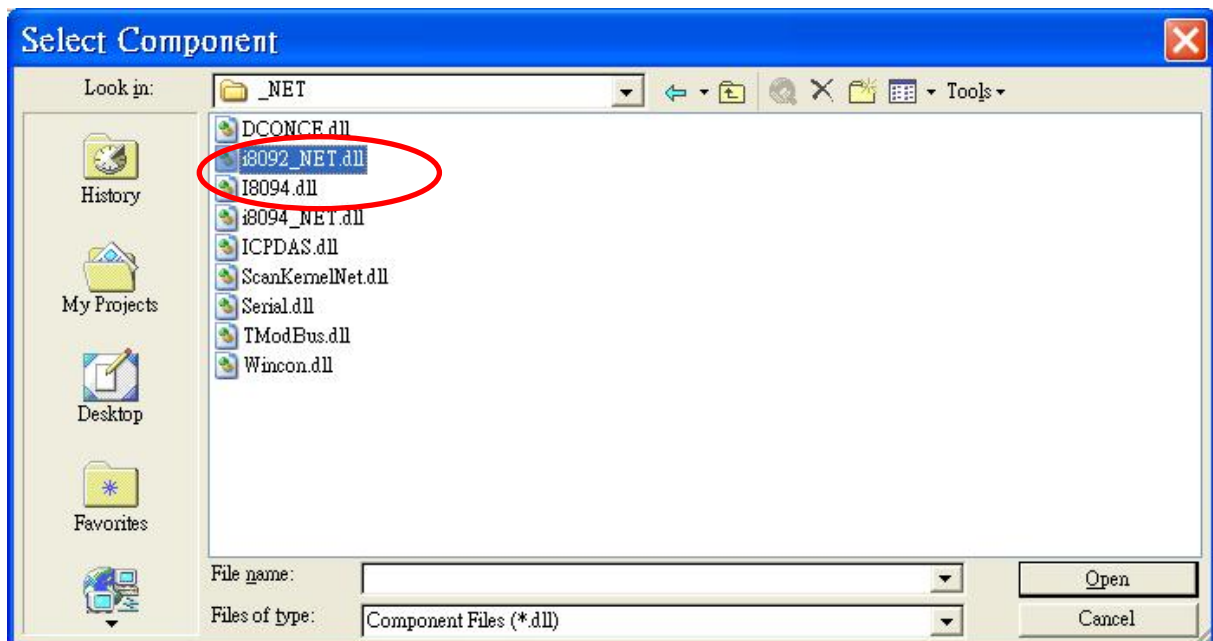 Select Component
Look in:
_NET
Tools
DCONCE.dll
i8092_NET.dll
I8094.dll
i8094_NET.dll
ICPDAS.dll
ScanKernelNet.dll
Serial.dll
TModBus.dll
Wincon.dll
History
My Projects
Desktop
Favorites
File name:
Open
Files of type:
Component Files (*.dll)
Cancel